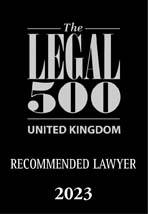 The
LEGAL
500
UNITED KINGDOM
RECOMMENDED LAWYER
2023